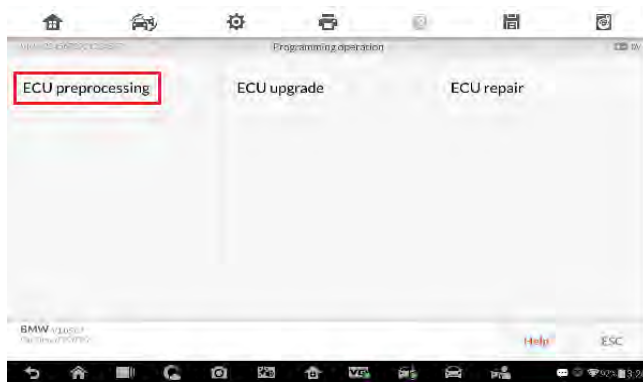 Programming operation
ECU preprocessing ECU upgrade ECU repair
BMW
Help ESC